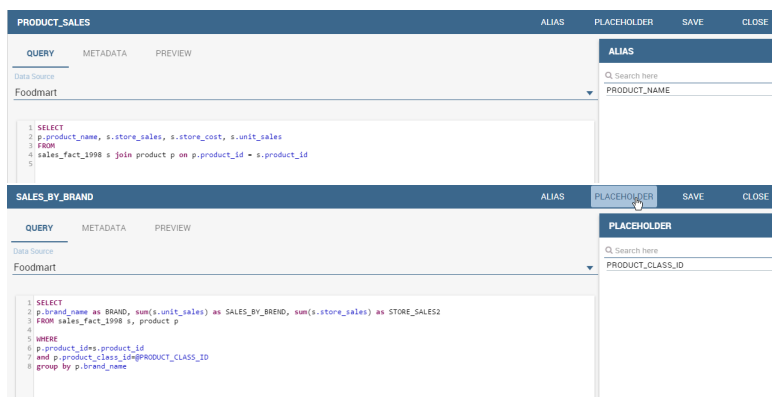 PRODUCT_SALES ALIAS PLACEHOLDER SAVE CLOSE
QUERY METADATA PREVIEW
Data Source
Foodmart
ALIAS
Search here
PRODUCT_NAME
1 SELECT
2 p.product_name, s.store_sales, s.store_cost, s.unit_sales
3 FROM
4 sales_fact_1998 s join product p on p.product_id = s.product_id
5
SALES_BY_BRAND ALIAS PLACEHOLDER SAVE CLOSE
QUERY METADATA PREVIEW
Data Source
Foodmart
PLACEHOLDER
Search here
PRODUCT_CLASS_ID
1 SELECT
2 p.brand_name as BRAND, sum(s.unit_sales) as SALES_BY_BREND, sum(s.store_sales) as STORE_SALES2
3 FROM sales_fact_1998 s, product p
4
5 WHERE
6 p.product_id=s.product_id
7 and p.product_class_id=@PRODUCT_CLASS_ID
8 group by p.brand_name